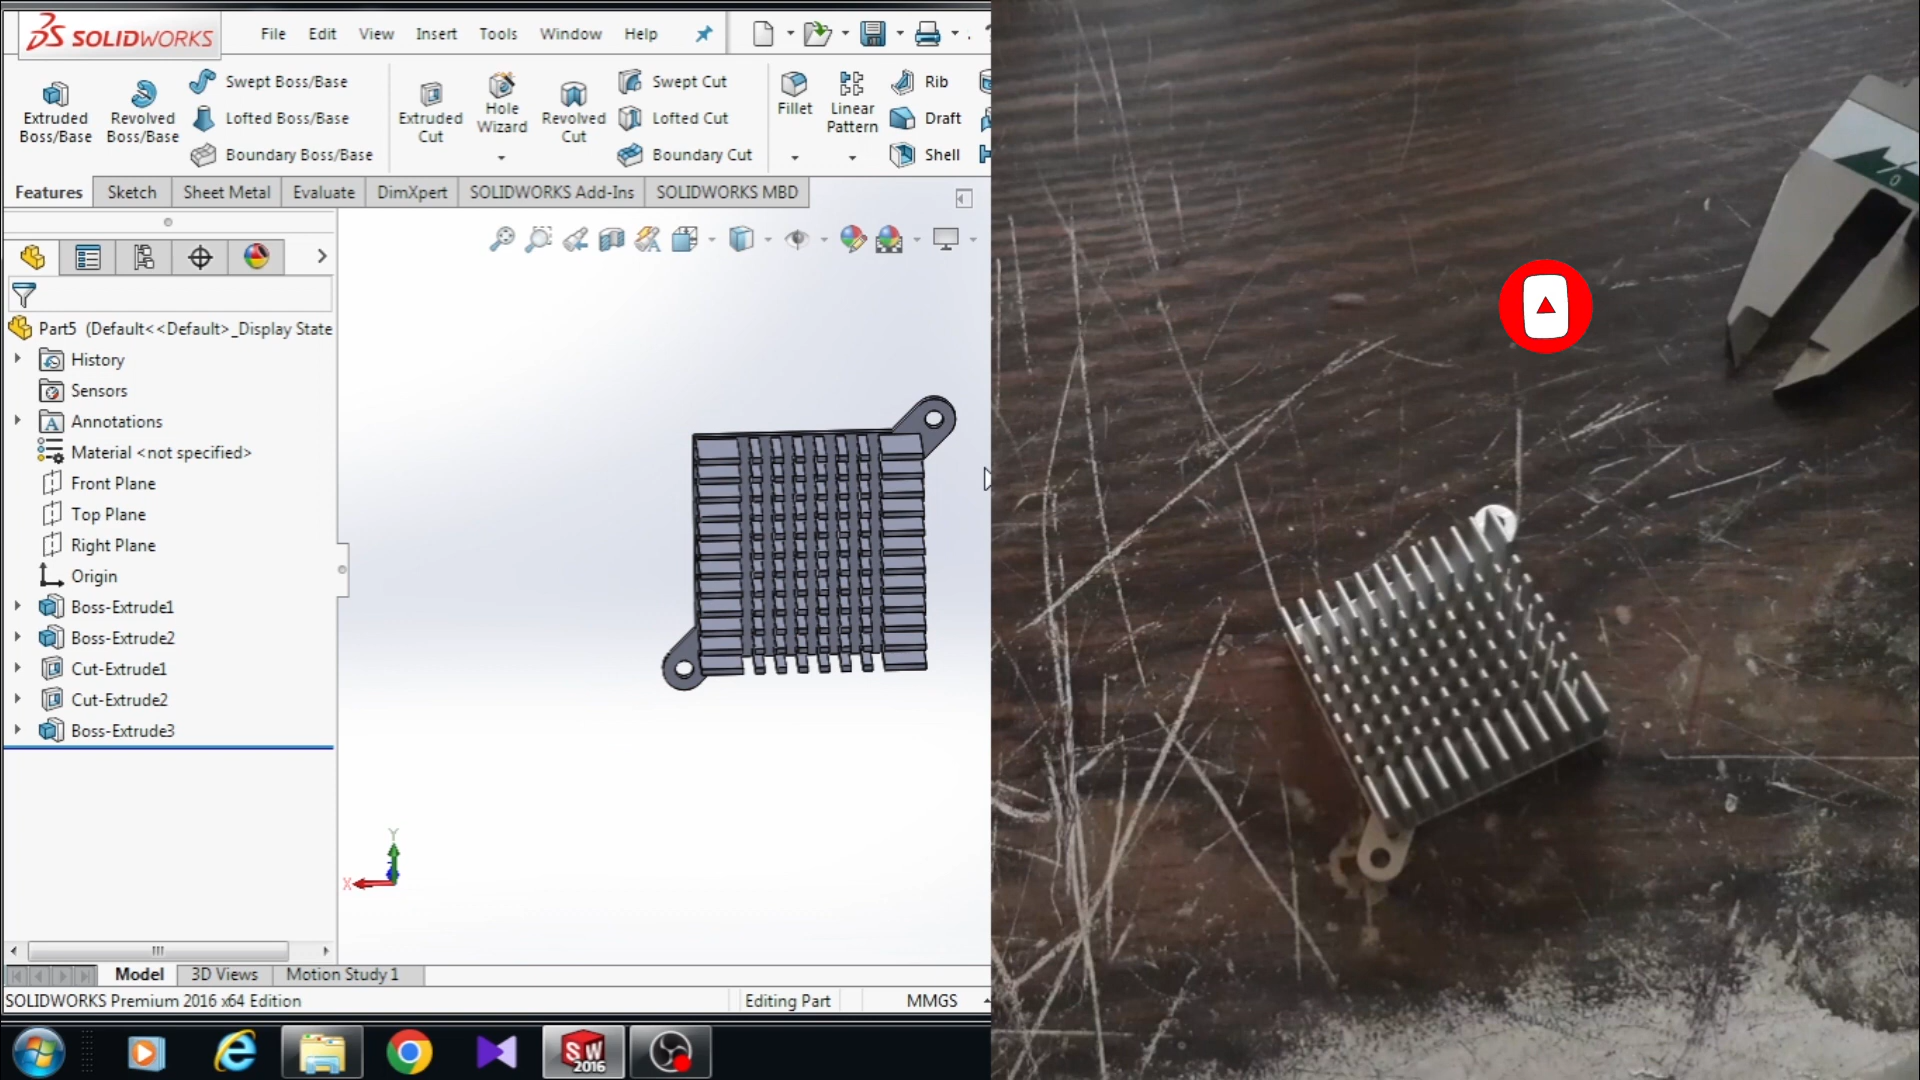 SOLIDWORKS File Edit View Insert Tools Window Help
Extruded Boss/Base
Revolved Boss/Base
Swept Boss/Base
Lofted Boss/Base
Boundary Boss/Base
Extruded Cut
Hole Wizard
Revolved Cut
Swept Cut
Lofted Cut
Boundary Cut
Fillet
Linear Pattern
Rib
Draft
Shell
Features Sketch Sheet Metal Evaluate DimXpert SOLIDWORKS Add-Ins SOLIDWORKS MBD
Part5 (Default<<Default>_Display State
History
Sensors
A Annotations
Material <not specified>
Front Plane
Top Plane
Right Plane
Origin
Boss-Extrude1
Boss-Extrude2
Cut-Extrude1
Cut-Extrude2
Boss-Extrude3
Y
X
Model 3D Views Motion Study 1
SOLIDWORKS Premium 2016 x64 Edition Editing Part MMGS
SW
2016